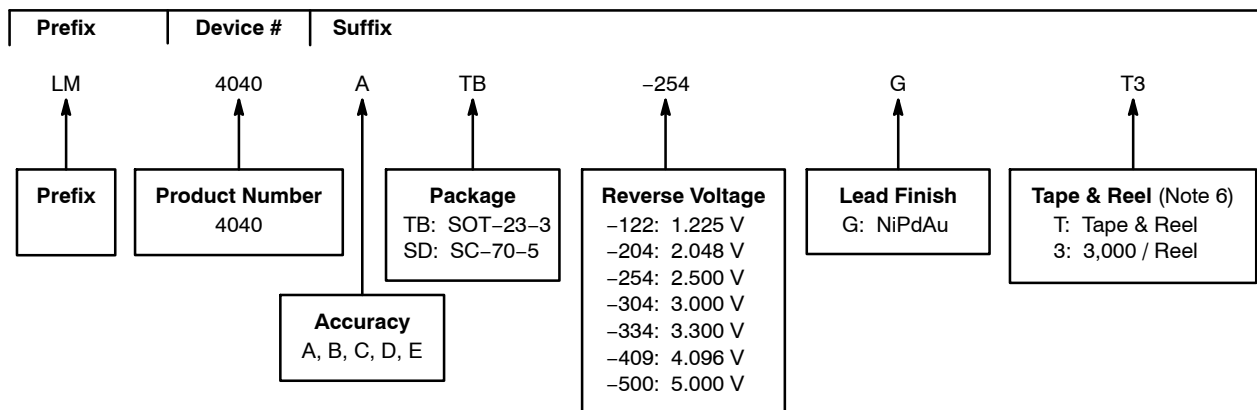 Prefix Device # Suffix
LM 4040 A TB −254 G T3
Prefix
Product Number
4040
Accuracy
A, B, C, D, E
Package
TB: SOT−23−3
SD: SC−70−5
Reverse Voltage
−122: 1.225 V
−204: 2.048 V
−254: 2.500 V
−304: 3.000 V
−334: 3.300 V
−409: 4.096 V
−500: 5.000 V
Lead Finish
G: NiPdAu
Tape & Reel (Note 6)
T: Tape & Reel
3: 3,000 / Reel